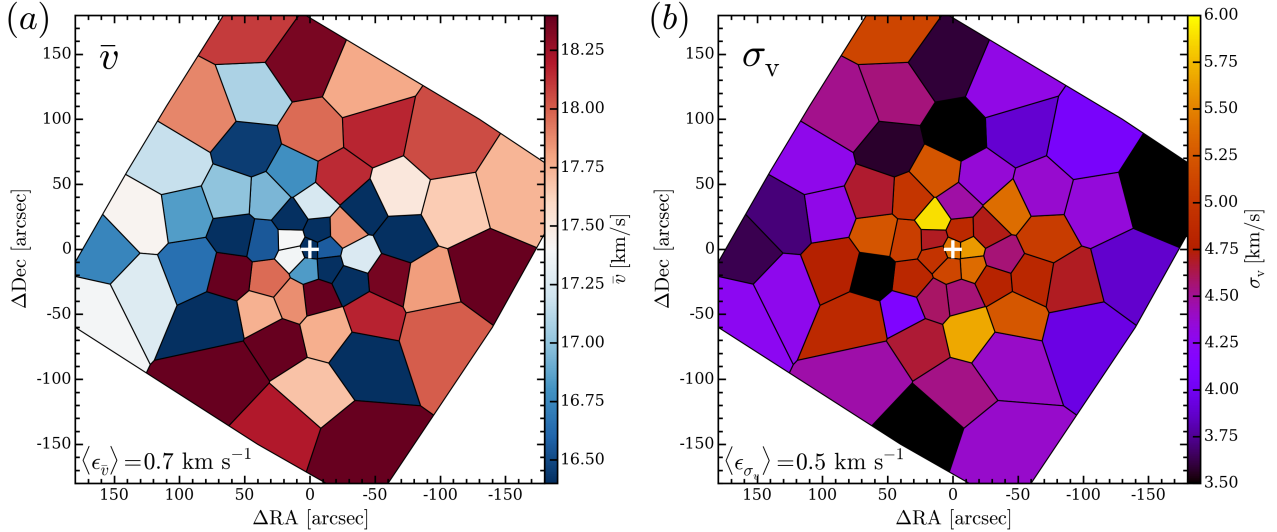 (a)
v̄
⟨ϵ_v̄⟩=0.7 km s⁻¹
150
100
50
0
-50
-100
-150
ΔDec [arcsec]
150 100 50 0 -50 -100 -150
ΔRA [arcsec]
18.25
18.00
17.75
17.50
17.25
17.00
16.75
16.50
v̄ [km/s]
(b)
σ_v
⟨ϵ_σ_v⟩=0.5 km s⁻¹
150
100
50
0
-50
-100
-150
ΔDec [arcsec]
150 100 50 0 -50 -100 -150
ΔRA [arcsec]
6.00
5.75
5.50
5.25
5.00
4.75
4.50
4.25
4.00
3.75
3.50
σ_v [km/s]